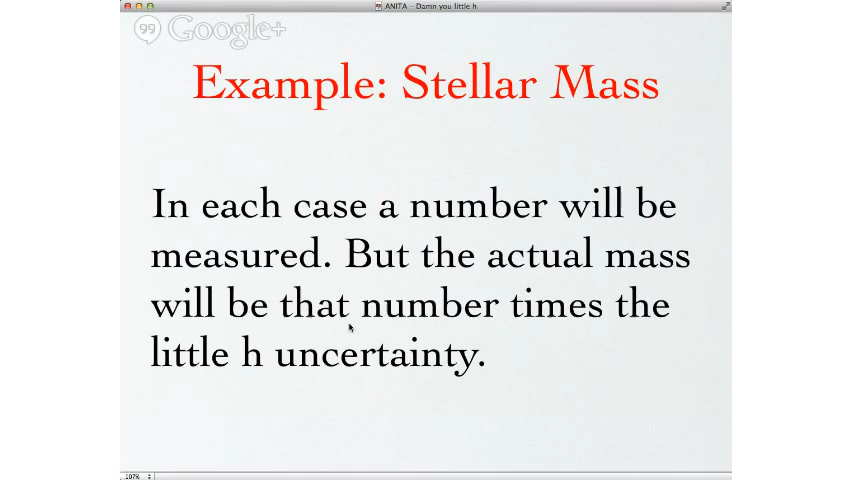 ANITA - Damn you little h
Google+
Example: Stellar Mass
In each case a number will be
measured. But the actual mass
will be that number times the
little h uncertainty.
107%